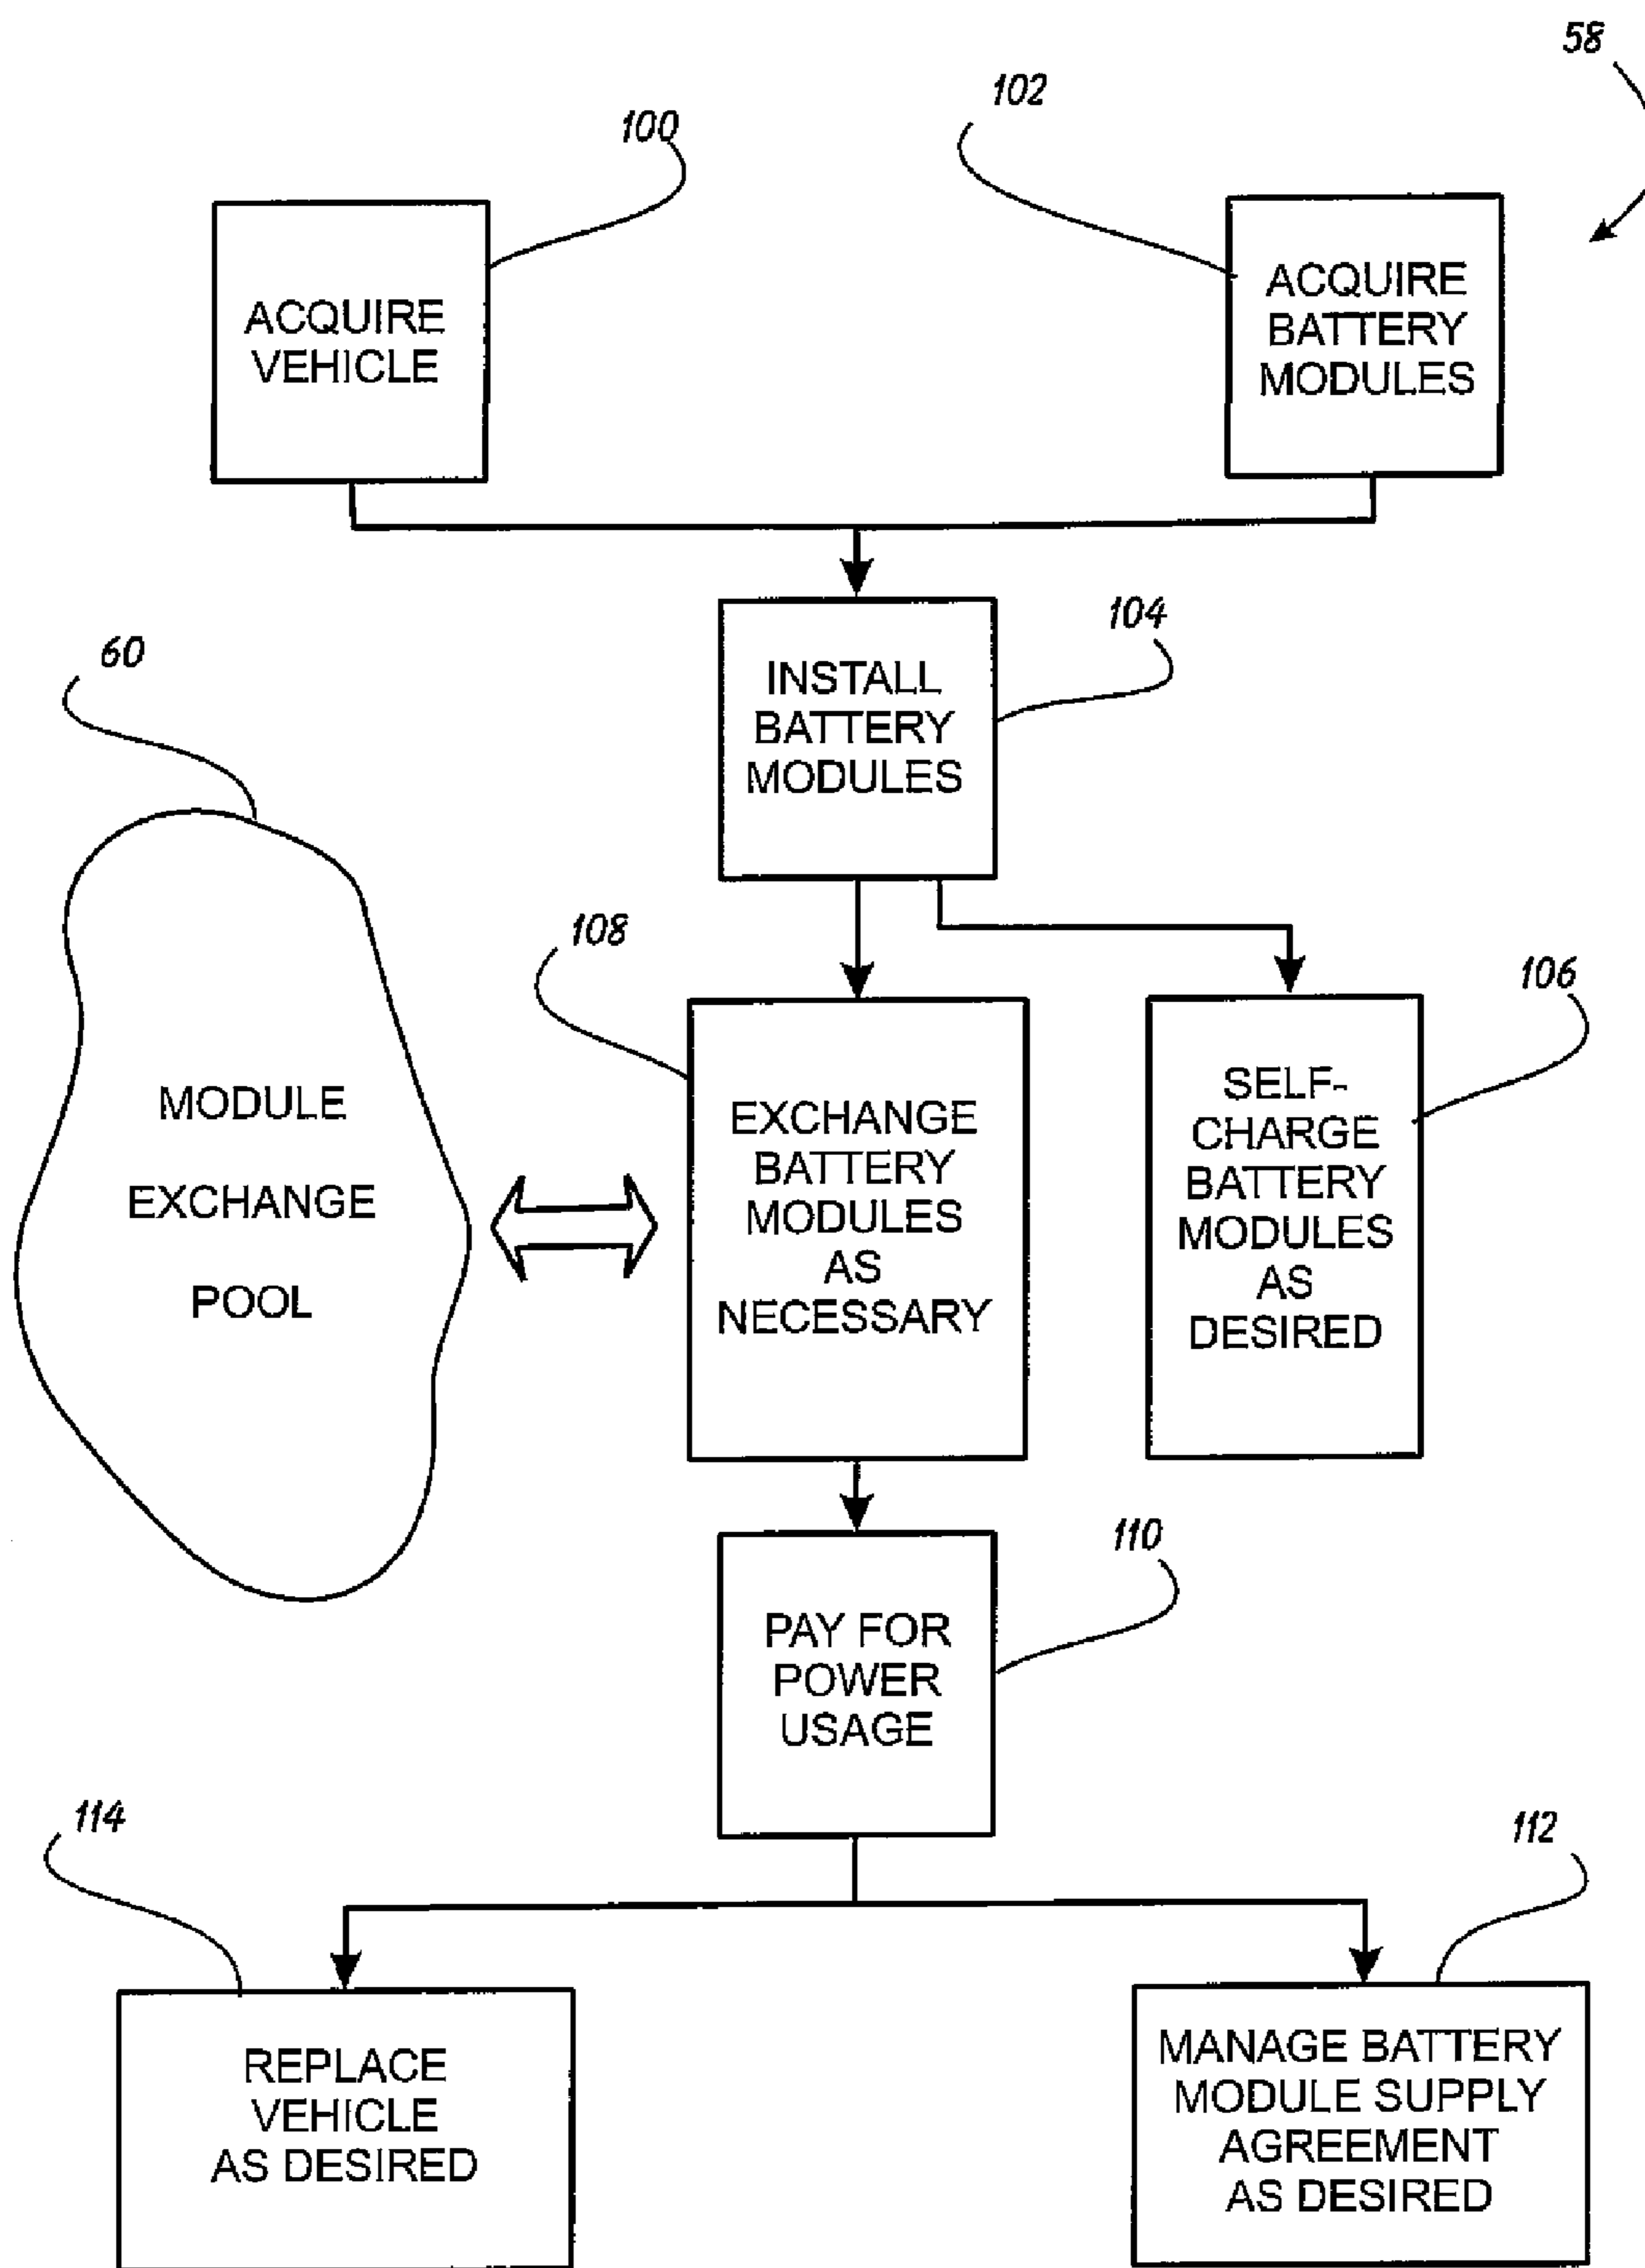 58
102
100
ACQUIRE
VEHICLE
ACQUIRE
BATTERY
MODULES
104
60
INSTALL
BATTERY
MODULES
108
106
MODULE
EXCHANGE
POOL
EXCHANGE
BATTERY
MODULES
AS
NECESSARY
SELF-
CHARGE
BATTERY
MODULES
AS
DESIRED
110
PAY FOR
POWER
USAGE
114
112
REPLACE
VEHICLE
AS DESIRED
MANAGE BATTERY
MODULE SUPPLY
AGREEMENT
AS DESIRED